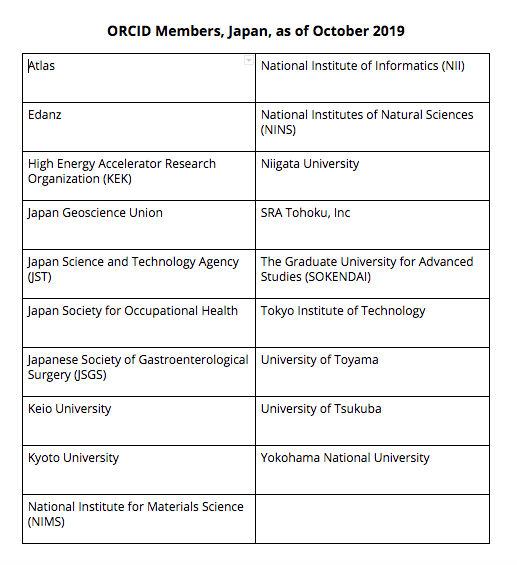 ORCID Members, Japan, as of October 2019
Atlas
National Institute of Informatics (NII)
Edanz
National Institutes of Natural Sciences
(NINS)
High Energy Accelerator Research
Organization (KEK)
Niigata University
Japan Geoscience Union
SRA Tohoku, Inc
Japan Science and Technology Agency
(JST)
The Graduate University for Advanced
Studies (SOKENDAI)
Japan Society for Occupational Health
Tokyo Institute of Technology
Japanese Society of Gastroenterological
Surgery (JSGS)
University of Toyama
Keio University
University of Tsukuba
Kyoto University
Yokohama National University
National Institute for Materials Science
(NIMS)